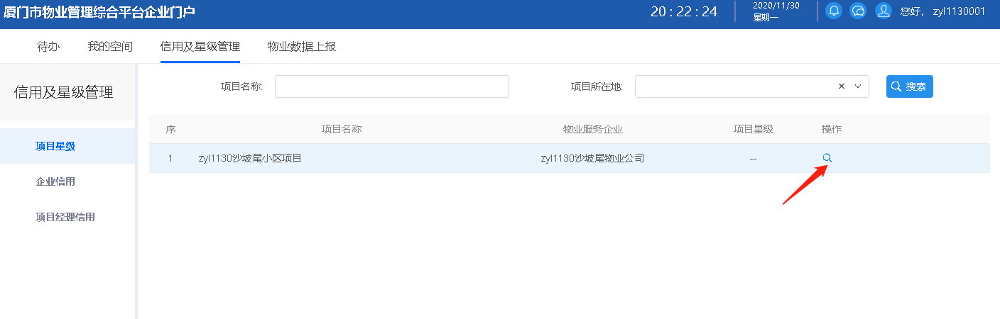 厦门市物业管理综合平台企业门户
20 : 22 : 24
2020/11/30
星期一
您好， zyl1130001
待办 我的空间 信用及星级管理 物业数据上报
信用及星级管理
项目星级
企业信用
项目经理信用
项目名称:
项目所在地:
搜索
序 项目名称 物业服务企业 项目星级 操作
1 zyl1130沙坡尾小区项目 zyl1130沙坡尾物业公司 --